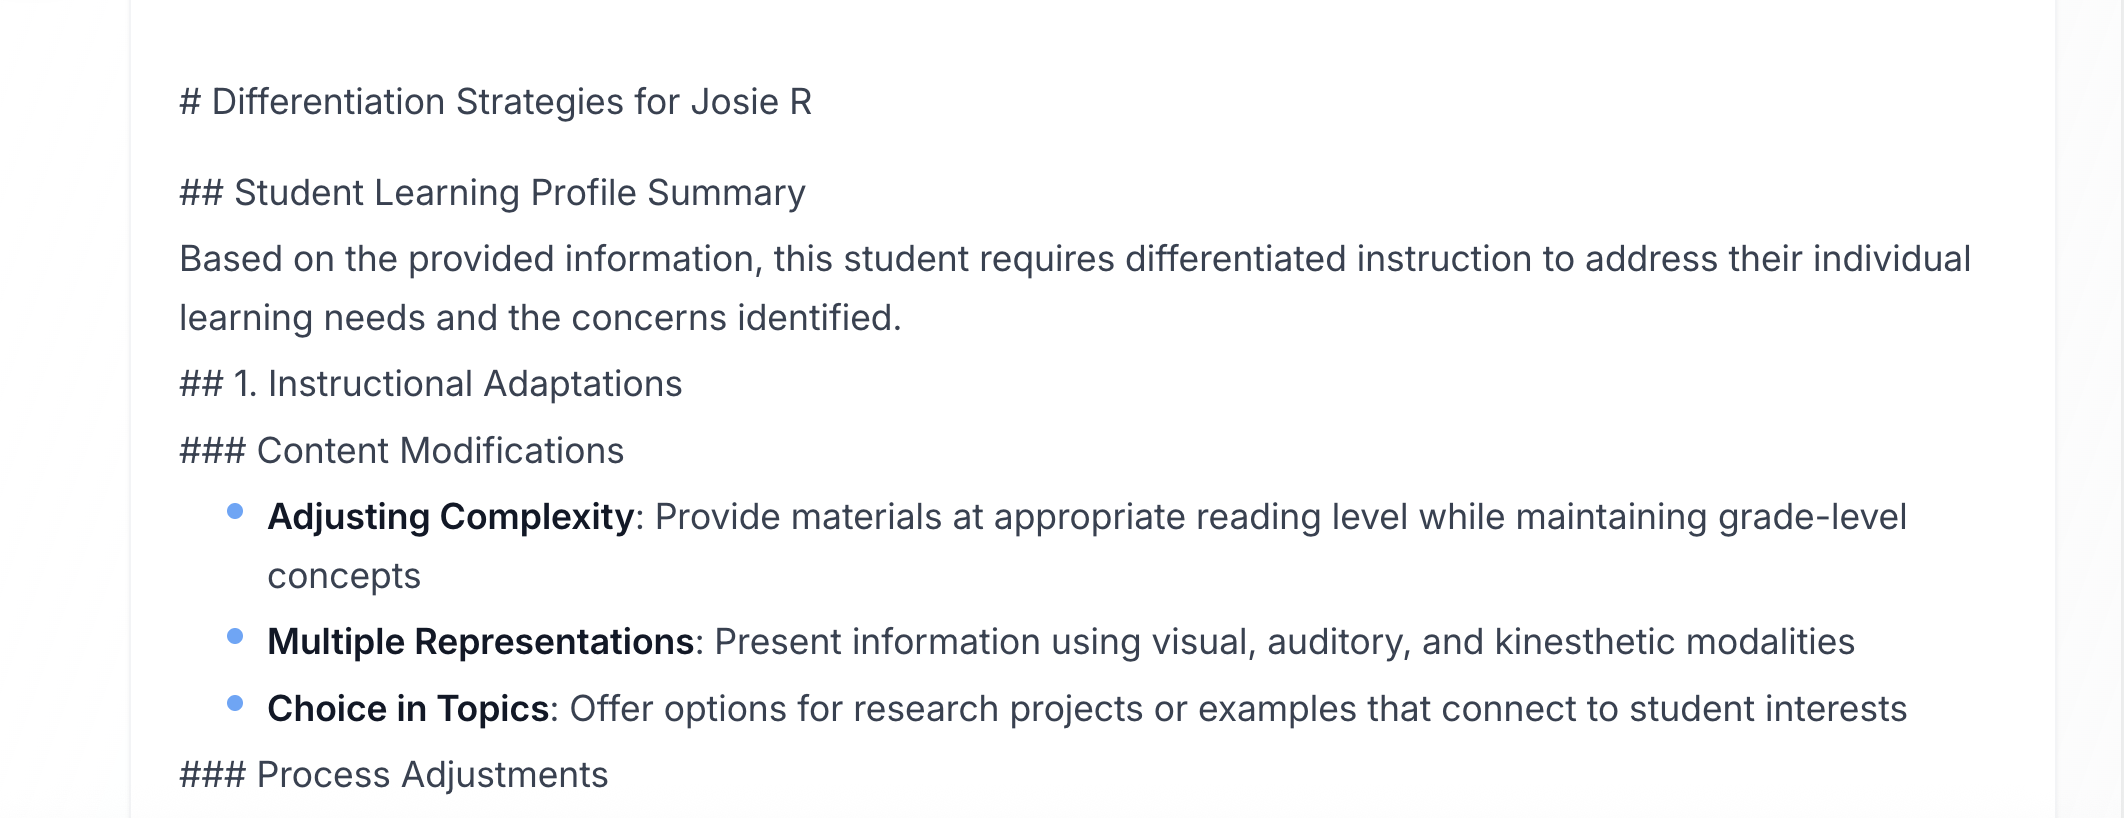 # Differentiation Strategies for Josie R
## Student Learning Profile Summary
Based on the provided information, this student requires differentiated instruction to address their individual
learning needs and the concerns identified.
## 1. Instructional Adaptations
### Content Modifications
Adjusting Complexity: Provide materials at appropriate reading level while maintaining grade-level
concepts
Multiple Representations: Present information using visual, auditory, and kinesthetic modalities
Choice in Topics: Offer options for research projects or examples that connect to student interests
### Process Adjustments